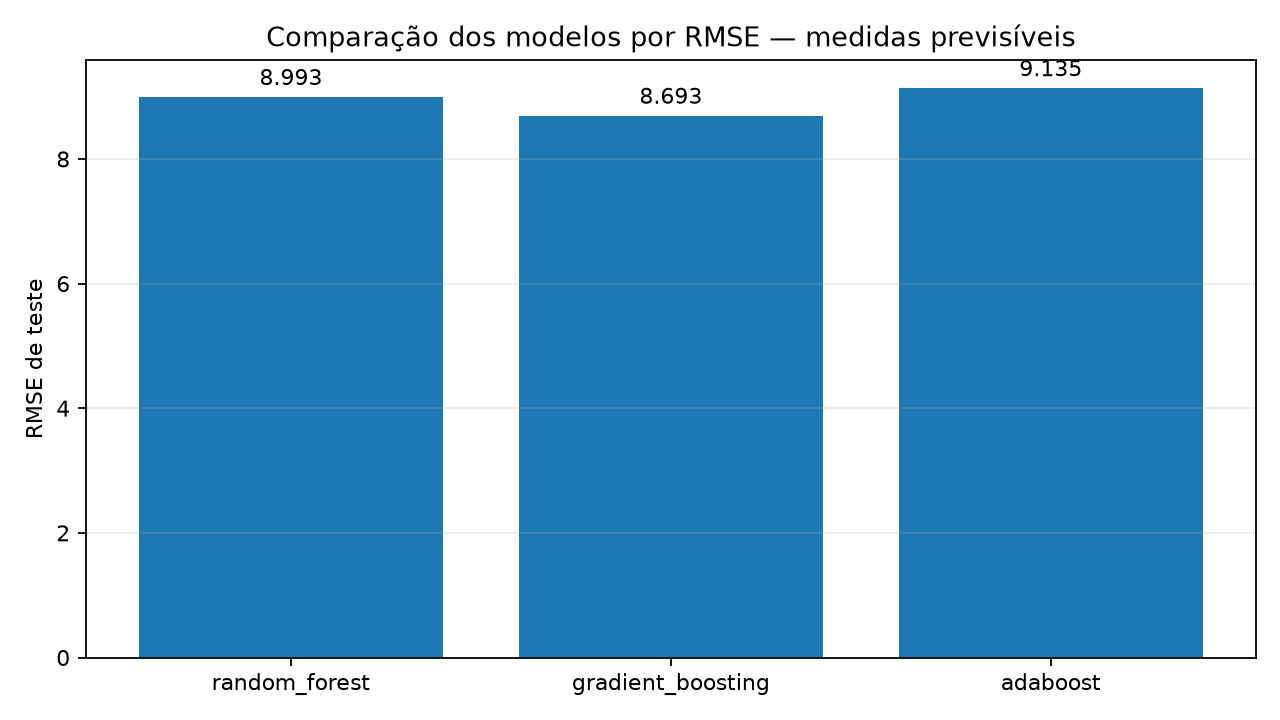 Comparação dos modelos por RMSE — medidas previsíveis
8.993
8.693
9.135
RMSE de teste
8
6
4
2
0
random_forest
gradient_boosting
adaboost